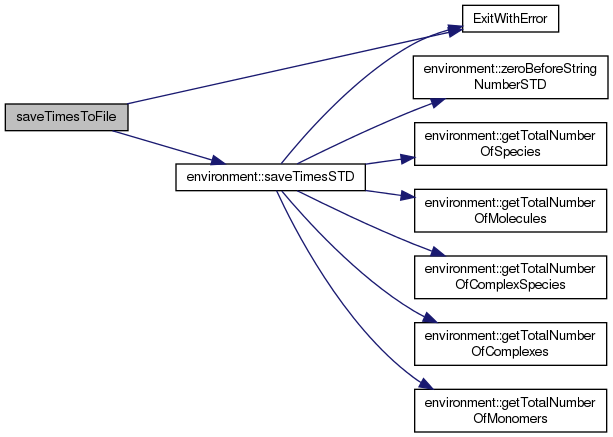 ExitWithError
environment::zeroBeforeString
NumberSTD
saveTimesToFile
environment::getTotalNumber
OfSpecies
environment::saveTimesSTD
environment::getTotalNumber
OfMolecules
environment::getTotalNumber
OfComplexSpecies
environment::getTotalNumber
OfComplexes
environment::getTotalNumber
OfMonomers